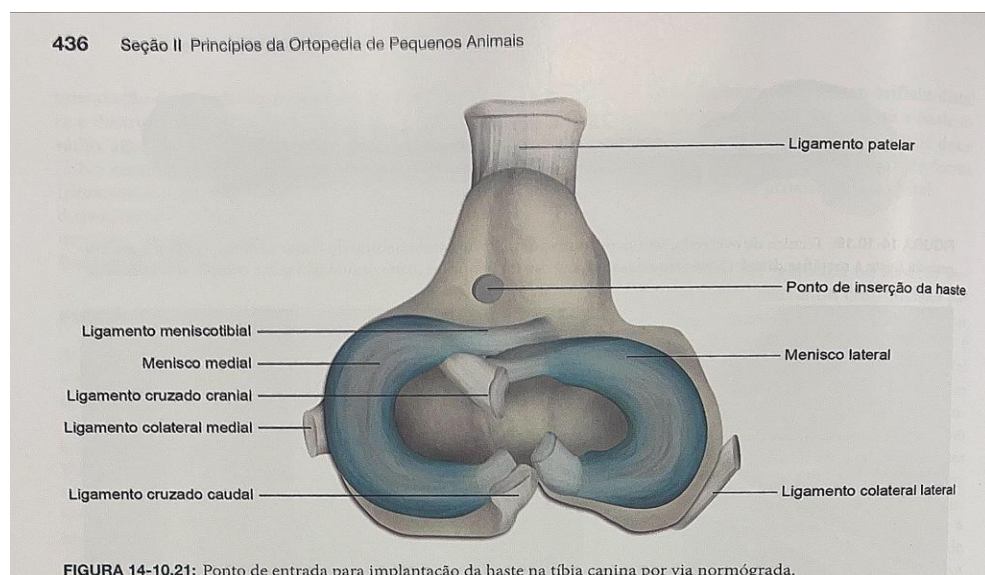 436 Seção II Princípios da Ortopedia de Pequenos Animais
Ligamento patelar
Ponto de inserção da haste
Ligamento meniscotibial
Menisco medial
Menisco lateral
Ligamento cruzado cranial
Ligamento colateral medial
Ligamento cruzado caudal
Ligamento colateral lateral
FIGURA 14-10.21: Ponto de entrada para implantação da haste na tíbia canina por via normógrada.